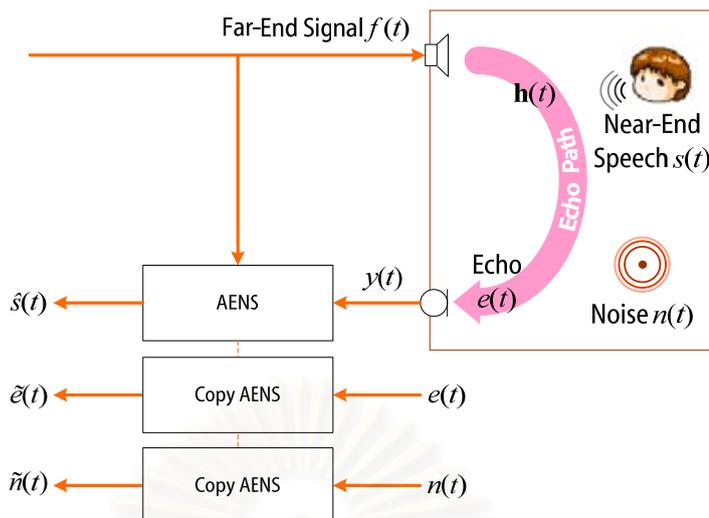 Far-End Signal f(t)
h(t)
Echo Path
Near-End
Speech s(t)
Echo
e(t)
Noise n(t)
y(t)
AENS
ŝ(t)
Copy AENS
ẽ(t)
e(t)
Copy AENS
ñ(t)
n(t)